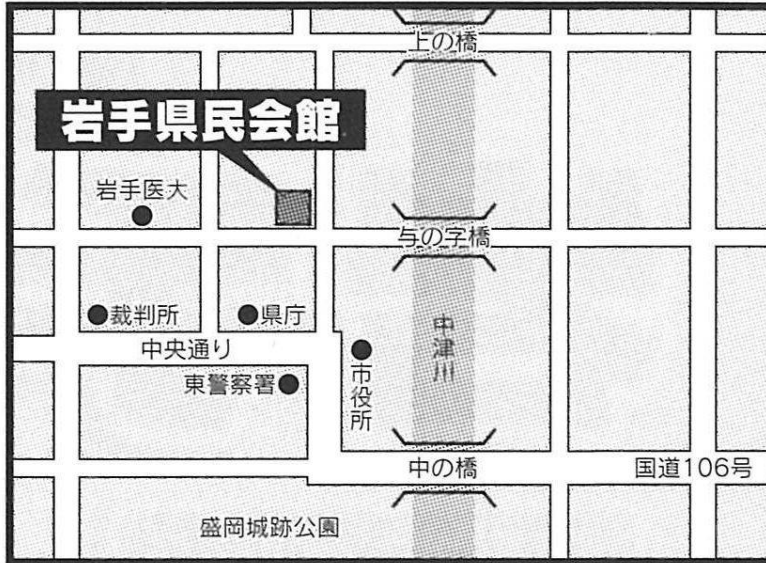 上の橋
岩手県民会館
岩手医大
与の字橋
裁判所
県庁
中津川
中央通り
市役所
東警察署
中の橋
国道106号
盛岡城跡公園